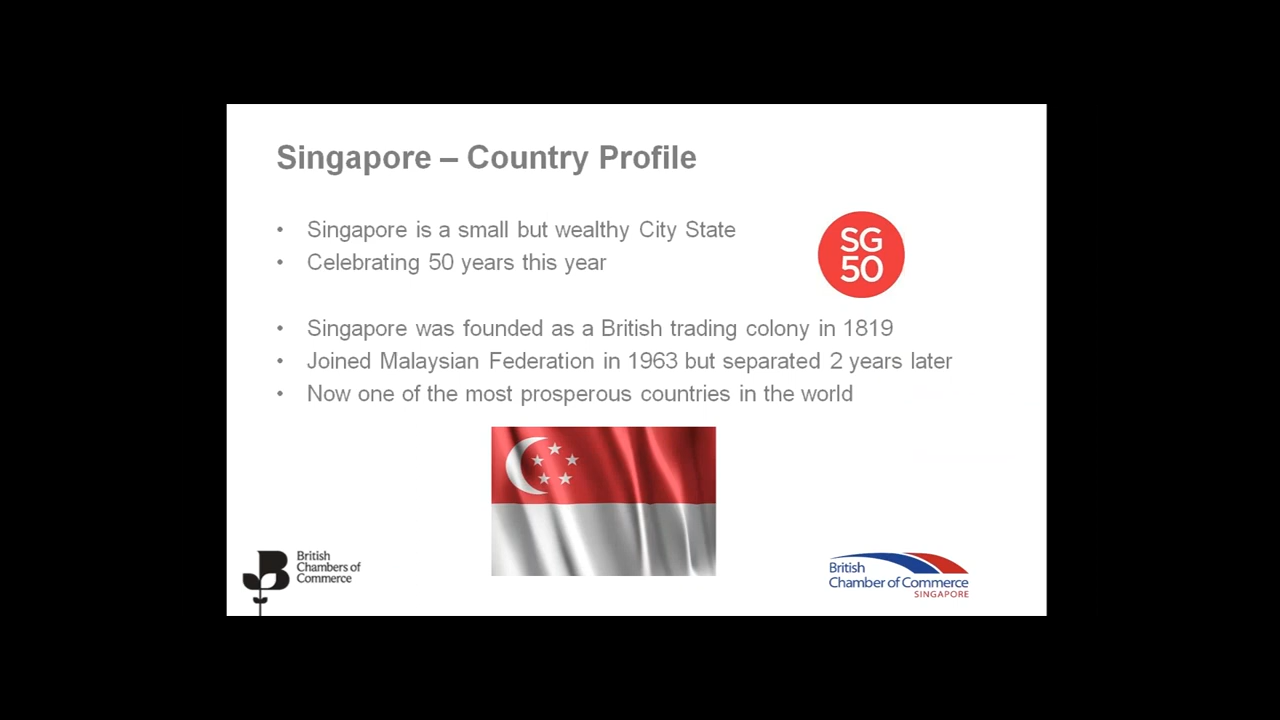 Singapore – Country Profile
• Singapore is a small but wealthy City State
• Celebrating 50 years this year
SG
50
• Singapore was founded as a British trading colony in 1819
• Joined Malaysian Federation in 1963 but separated 2 years later
• Now one of the most prosperous countries in the world
British
Chambers of
Commerce
British
Chamber of Commerce
SINGAPORE